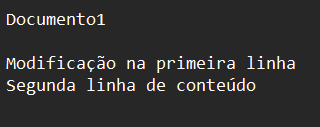 Documento1
Modificação na primeira linha
Segunda linha de conteúdo